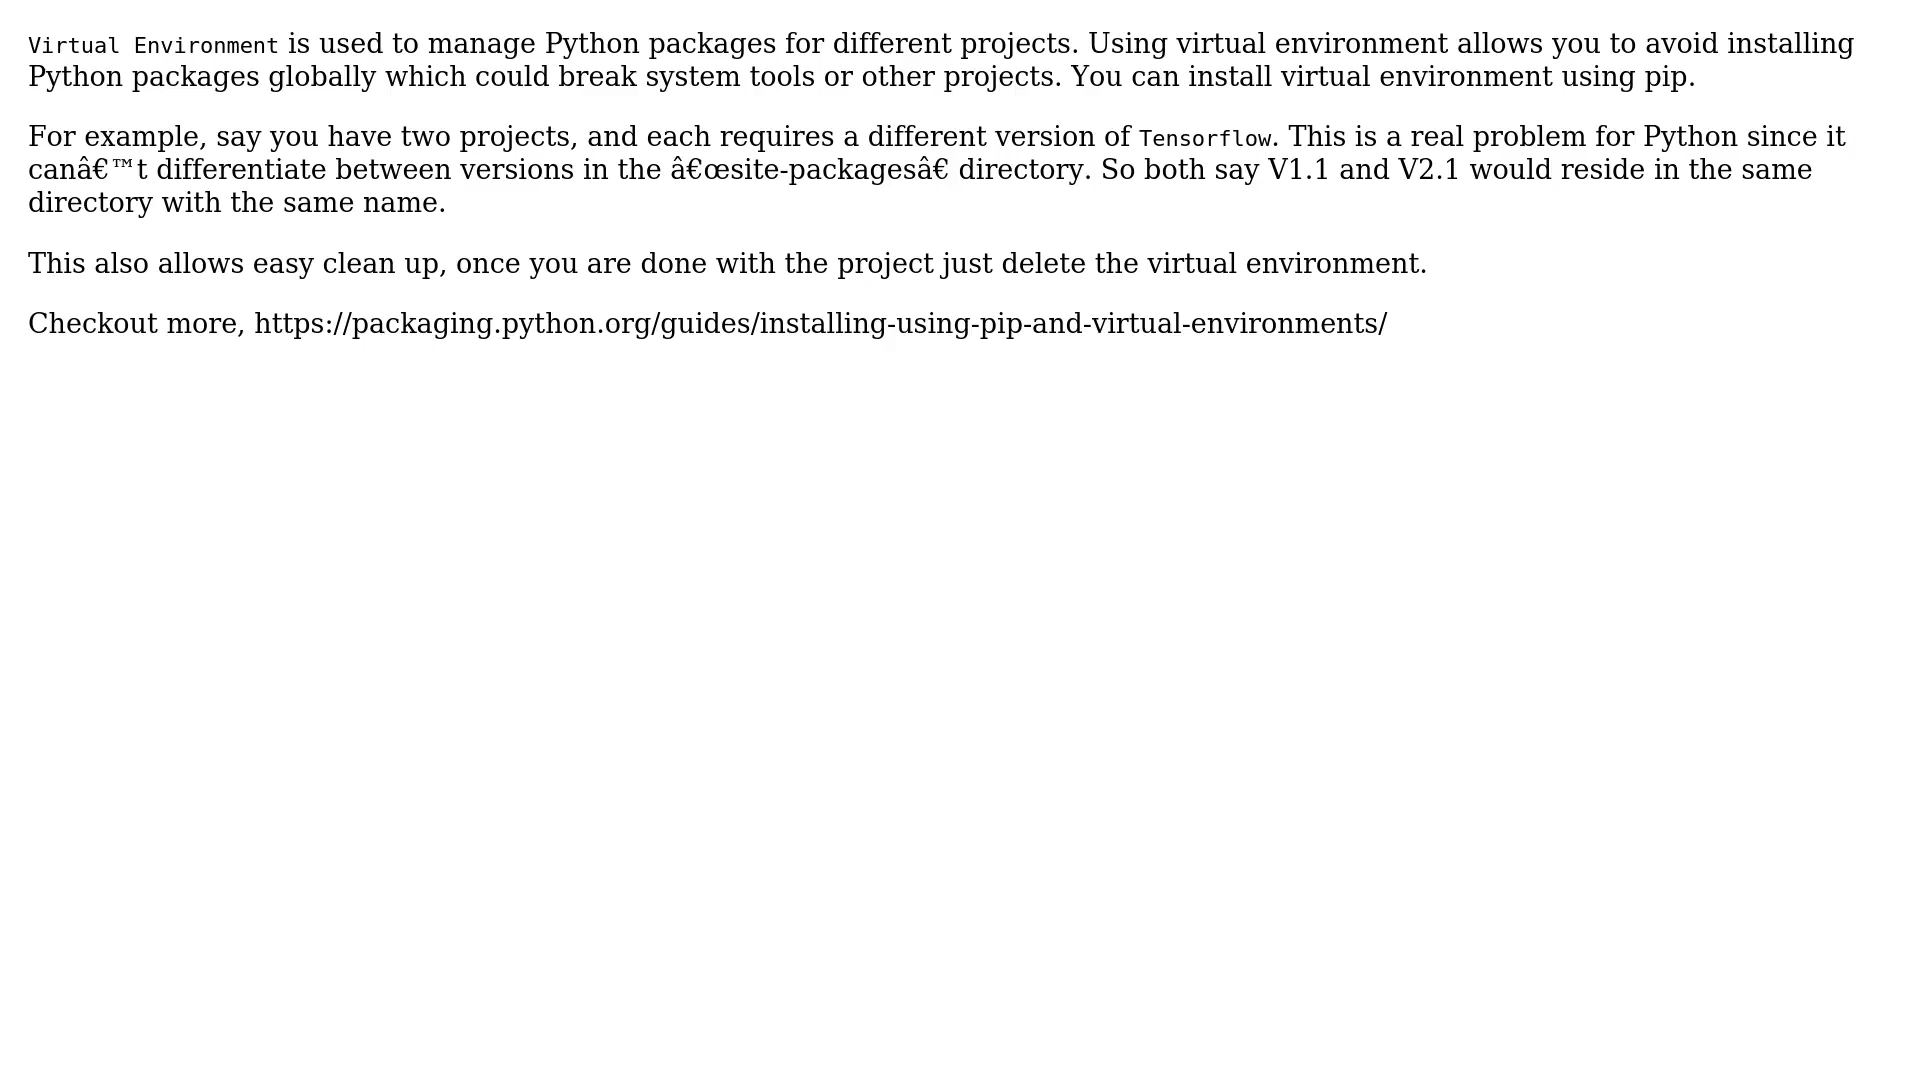 Virtual Environment is used to manage Python packages for different projects. Using virtual environment allows you to avoid installing
Python packages globally which could break system tools or other projects. You can install virtual environment using pip.
For example, say you have two projects, and each requires a different version of Tensorflow. This is a real problem for Python since it
canâ€™t differentiate between versions in the â€œsite-packagesâ€ directory. So both say V1.1 and V2.1 would reside in the same
directory with the same name.
This also allows easy clean up, once you are done with the project just delete the virtual environment.
Checkout more, https://packaging.python.org/guides/installing-using-pip-and-virtual-environments/